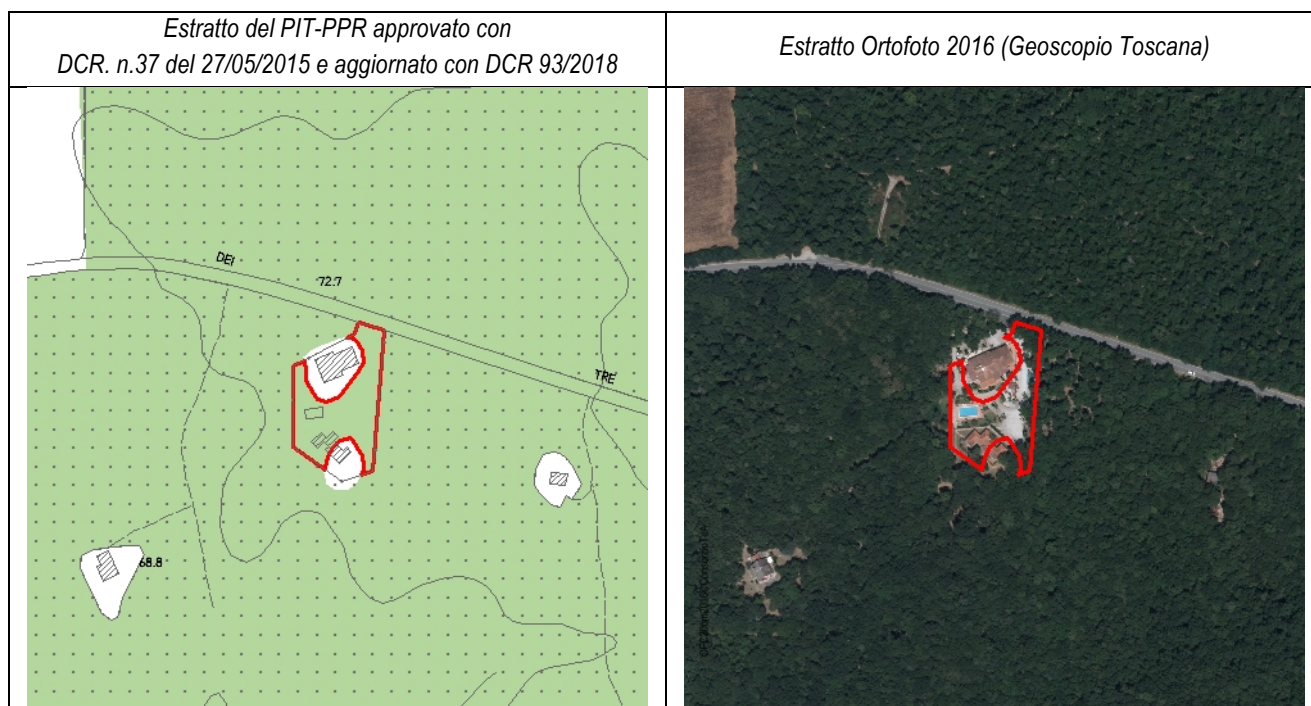 Estratto del PIT-PPR approvato con
DCR. n.37 del 27/05/2015 e aggiornato con DCR 93/2018
Estratto Ortofoto 2016 (Geoscopio Toscana)
DEI
72.7
TRE
68.8